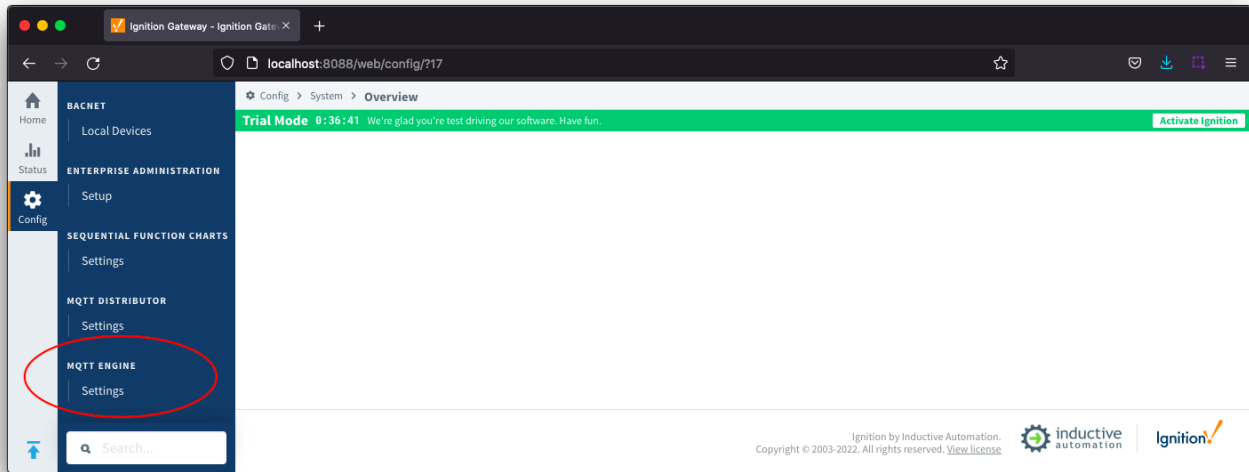 Ignition Gateway - Ignition Gate
localhost:8088/web/config/?17
Home
Status
Config
BACNET
Local Devices
ENTERPRISE ADMINISTRATION
Setup
SEQUENTIAL FUNCTION CHARTS
Settings
MQTT DISTRIBUTOR
Settings
MQTT ENGINE
Settings
Search...
Config > System > Overview
Trial Mode 0:36:41 We're glad you're test driving our software. Have fun.
Activate Ignition
Ignition by Inductive Automation.
Copyright © 2003-2022. All rights reserved. View license
inductive
automation
Ignition